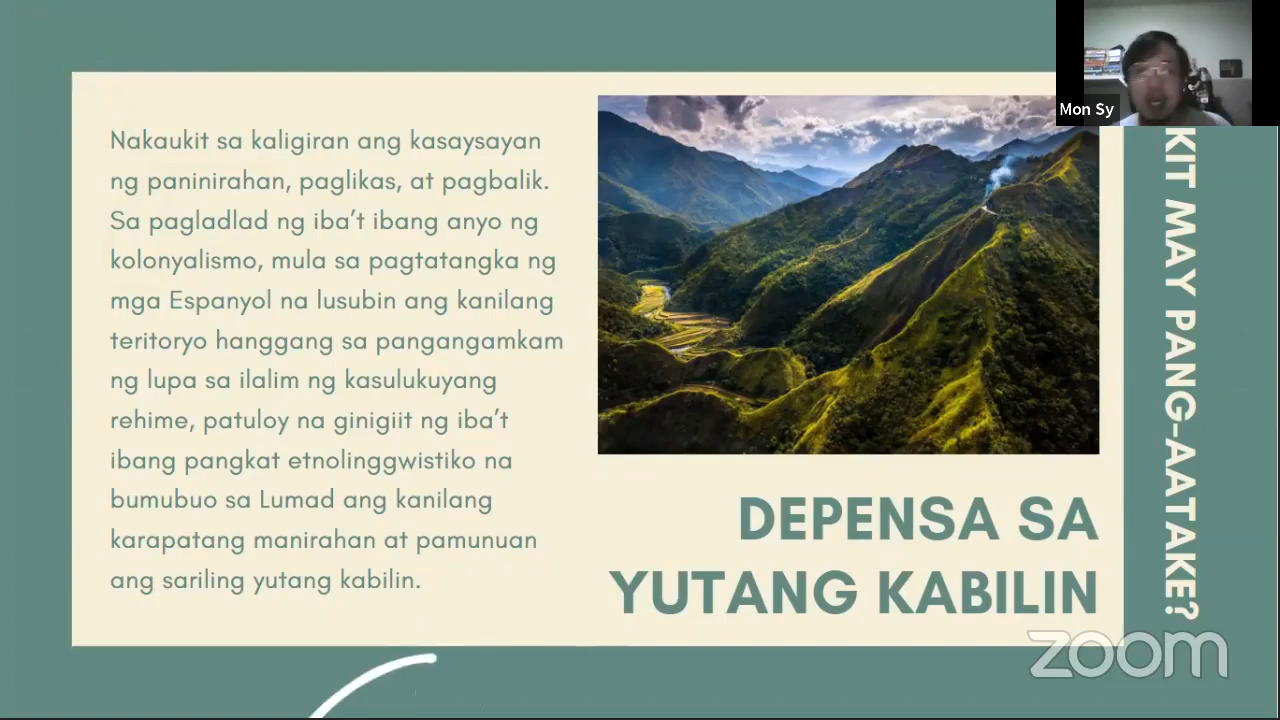 Nakaukit sa kaligiran ang kasaysayan
ng paninirahan, paglikas, at pagbalik.
Sa pagladlad ng iba't ibang anyo ng
kolonyalismo, mula sa pagtatangka ng
mga Espanyol na lusubin ang kanilang
teritoryo hanggang sa pangangamkam
ng lupa sa ilalim ng kasulukuyang
rehime, patuloy na ginigiit ng iba't
ibang pangkat etnolinggwistiko na
bumubuo sa Lumad ang kanilang
karapatang manirahan at pamunuan
ang sariling yutang kabilin.
DEPENSA SA
YUTANG KABILIN
KIT MAY PANG-AATAKE?
Mon Sy
zoom